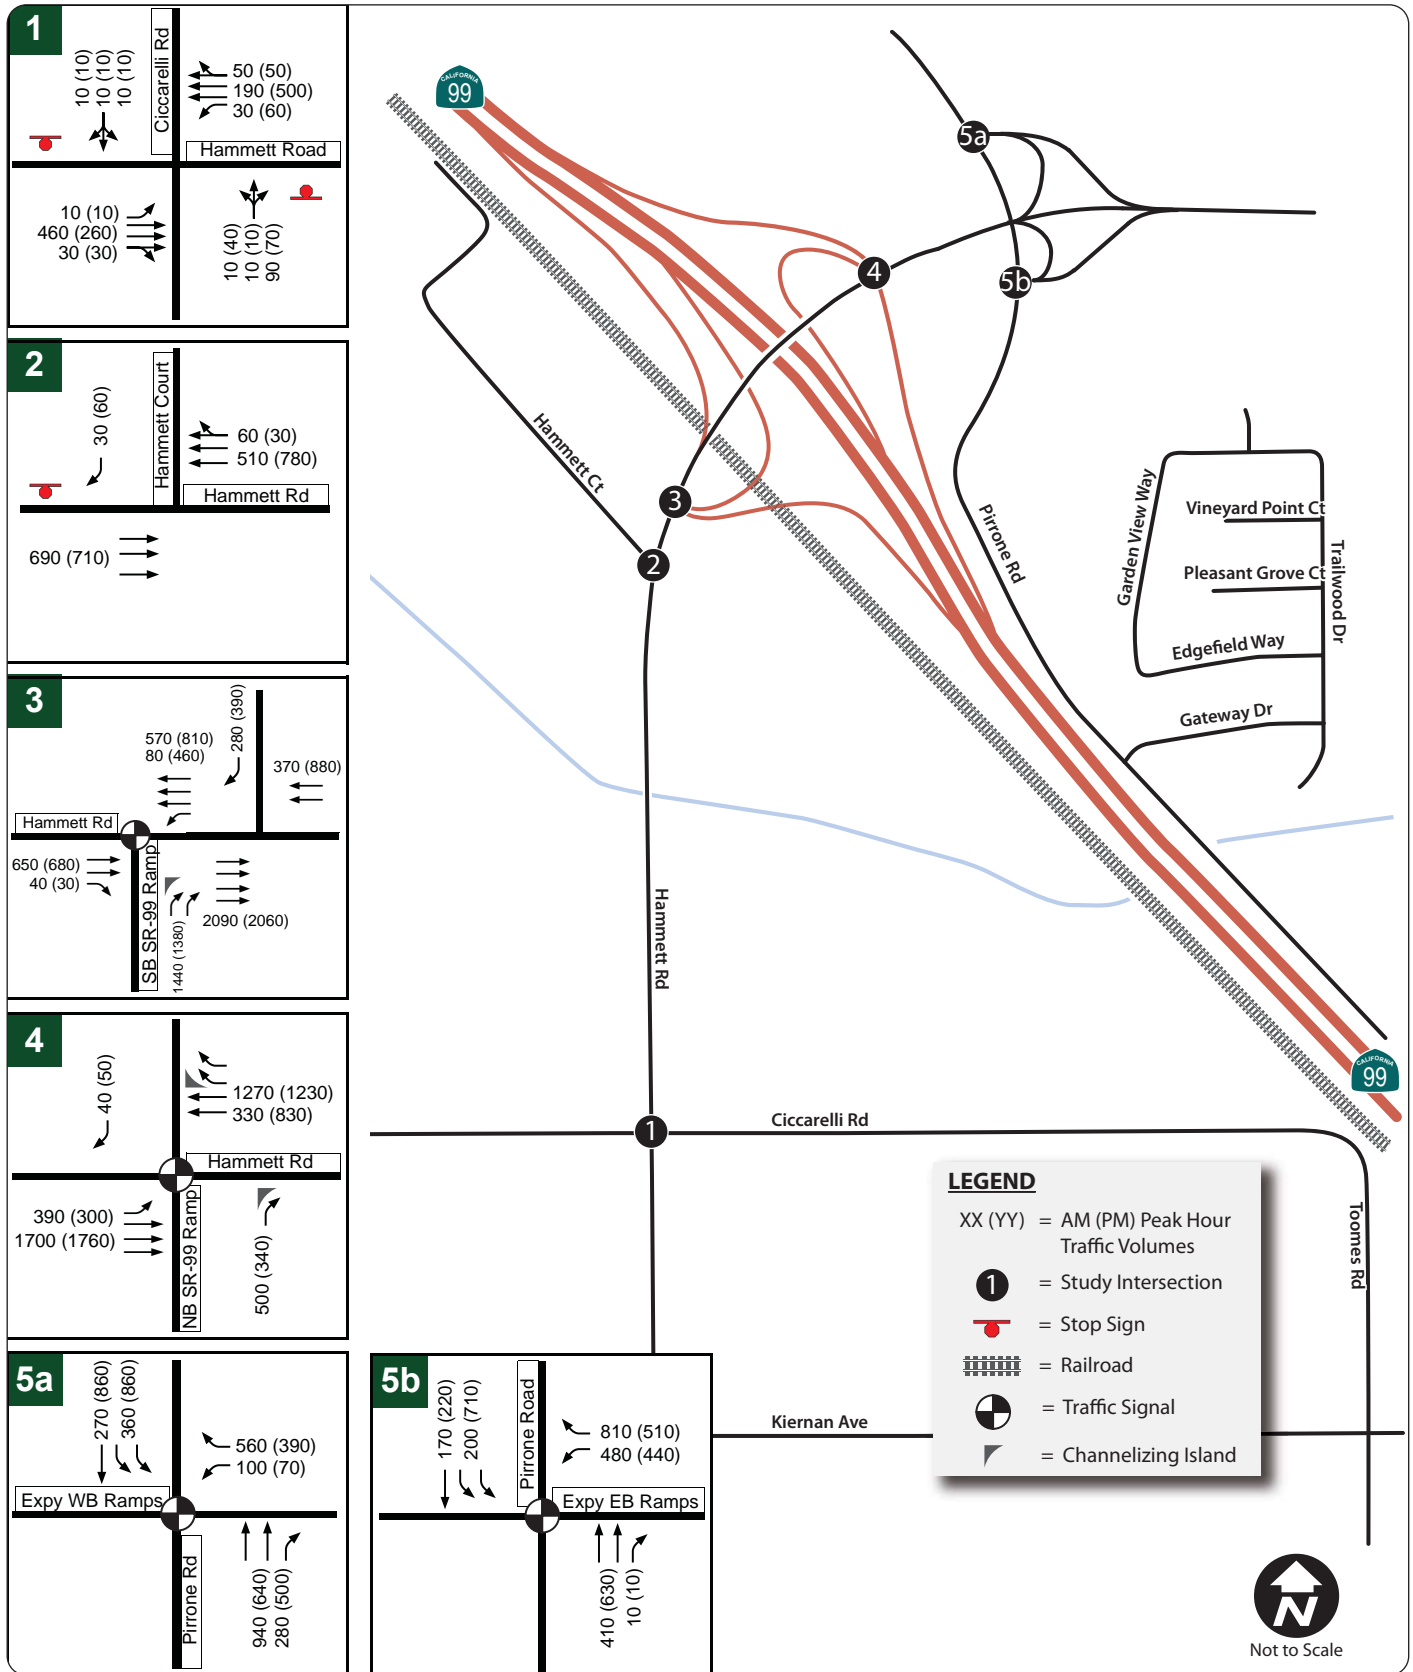 1
10 (10)
10 (10)
10 (10)
Ciccarelli Rd
50 (50)
190 (500)
30 (60)
Hammett Road
10 (10)
460 (260)
30 (30)
10 (40)
10 (10)
90 (70)
2
30 (60)
Hammett Court
60 (30)
510 (780)
Hammett Rd
690 (710)
3
570 (810)
80 (460)
280 (390)
370 (880)
Hammett Rd
650 (680)
40 (30)
SB SR-99 Ramp
1440 (1380)
2090 (2060)
4
40 (50)
1270 (1230)
330 (830)
Hammett Rd
390 (300)
1700 (1760)
NB SR-99 Ramp
500 (340)
5a
270 (860)
360 (860)
560 (390)
100 (70)
Expy WB Ramps
Pirrone Rd
940 (640)
280 (500)
5b
170 (220)
200 (710)
Pirrone Road
810 (510)
480 (440)
Expy EB Ramps
410 (630)
10 (10)
CALIFORNIA
99
5a
4
5b
Hammett Ct
3
2
Pirrone Rd
Garden View Way
Vineyard Point Ct
Pleasant Grove Ct
Trailwood Dr
Edgefield Way
Gateway Dr
Hammett Rd
CALIFORNIA
99
1
Ciccarelli Rd
Toomes Rd
Kiernan Ave
LEGEND
XX (YY) = AM (PM) Peak Hour
Traffic Volumes
1 = Study Intersection
= Stop Sign
= Railroad
= Traffic Signal
= Channelizing Island
N
Not to Scale